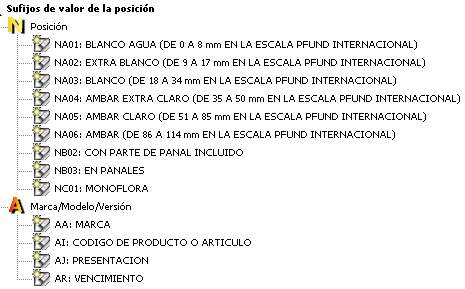 Sufijos de valor de la posición
N Posición
NA01: BLANCO AGUA (DE 0 A 8 mm EN LA ESCALA PFUND INTERNACIONAL)
NA02: EXTRA BLANCO (DE 9 A 17 mm EN LA ESCALA PFUND INTERNACIONAL)
NA03: BLANCO (DE 18 A 34 mm EN LA ESCALA PFUND INTERNACIONAL)
NA04: AMBAR EXTRA CLARO (DE 35 A 50 mm EN LA ESCALA PFUND INTERNACIONAL)
NA05: AMBAR CLARO (DE 51 A 85 mm EN LA ESCALA PFUND INTERNACIONAL)
NA06: AMBAR (DE 86 A 114 mm EN LA ESCALA PFUND INTERNACIONAL)
NB02: CON PARTE DE PANAL INCLUIDO
NB03: EN PANALES
NC01: MONOFLORA
A Marca/Modelo/Versión
AA: MARCA
AI: CODIGO DE PRODUCTO O ARTICULO
AJ: PRESENTACION
AR: VENCIMIENTO